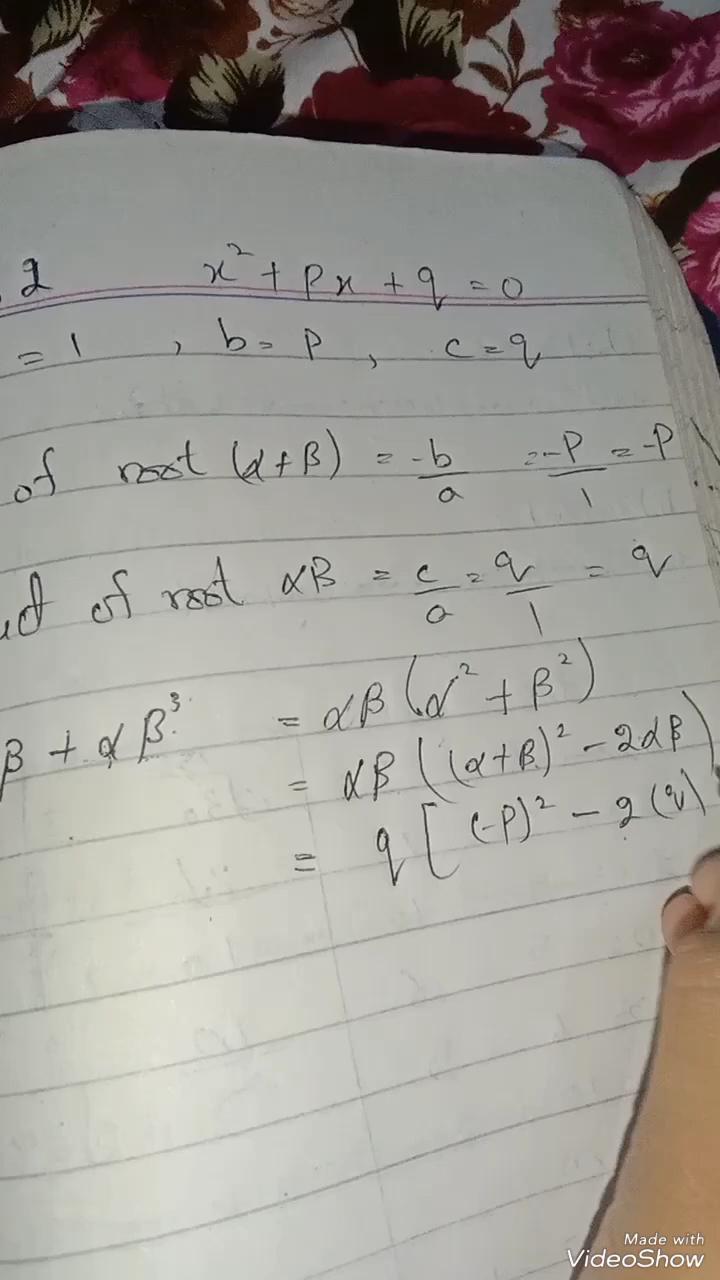 2 x² + px + q = 0
= 1 , b = p , c = q
of root (α+β) = -b/a = -p/1 = -p
of root αβ = c/a = q/1 = q
β + αβ³ = αβ(α² + β²)
= αβ((α+β)² - 2αβ)
= q[(-p)² - 2(q)
Made with
VideoShow